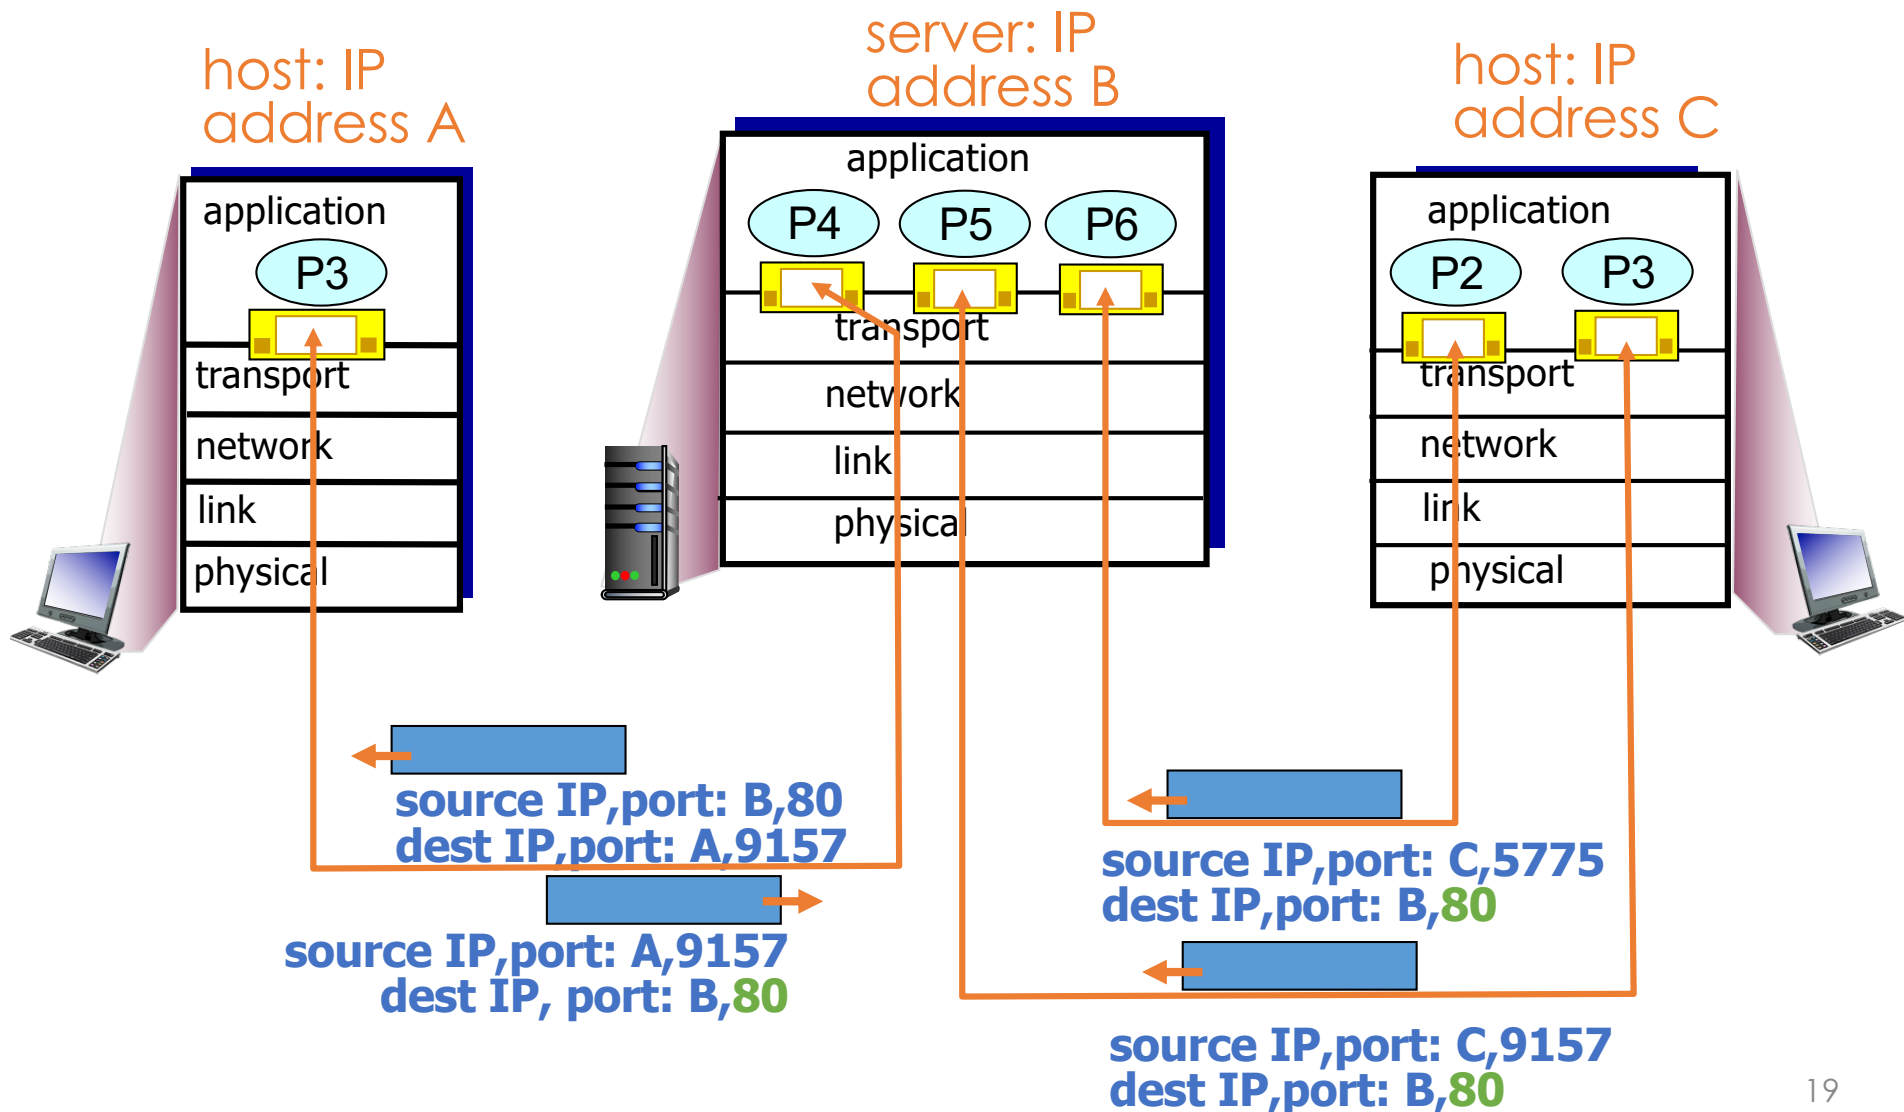 host: IP
address A
application
P3
transport
network
link
physical
server: IP
address B
application
P4 P5 P6
transport
network
link
physical
host: IP
address C
application
P2 P3
transport
network
link
physical
source IP,port: B,80
dest IP,port: A,9157
source IP,port: A,9157
dest IP, port: B,80
source IP,port: C,5775
dest IP,port: B,80
source IP,port: C,9157
dest IP,port: B,80
19